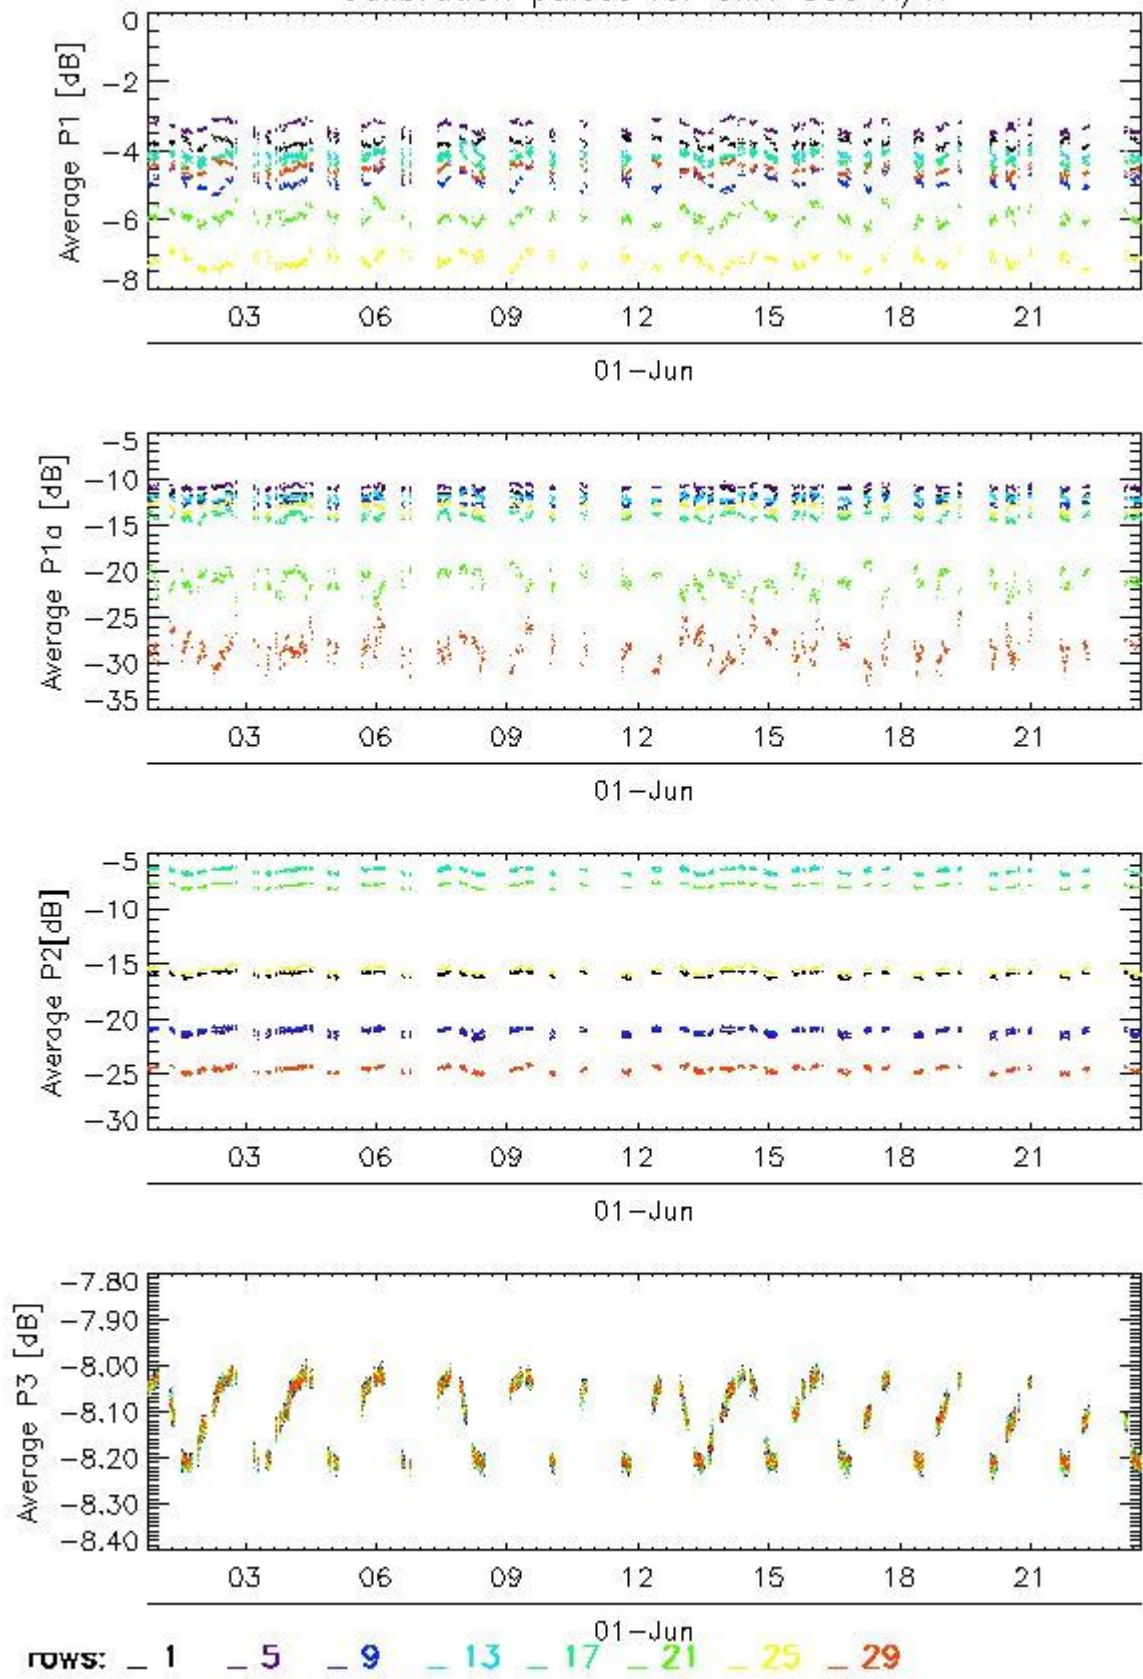 0
Average P1 [dB]
-2
-4
-6
-8
03 06 09 12 15 18 21
01-Jun
-5
Average P1a [dB]
-10
-15
-20
-25
-30
-35
03 06 09 12 15 18 21
01-Jun
-5
Average P2[dB]
-10
-15
-20
-25
-30
03 06 09 12 15 18 21
01-Jun
-7.80
Average P3 [dB]
-7.90
-8.00
-8.10
-8.20
-8.30
-8.40
03 06 09 12 15 18 21
01-Jun
rows: _ 1 _ 5 _ 9 _ 13 _ 17 _ 21 _ 25 _ 29